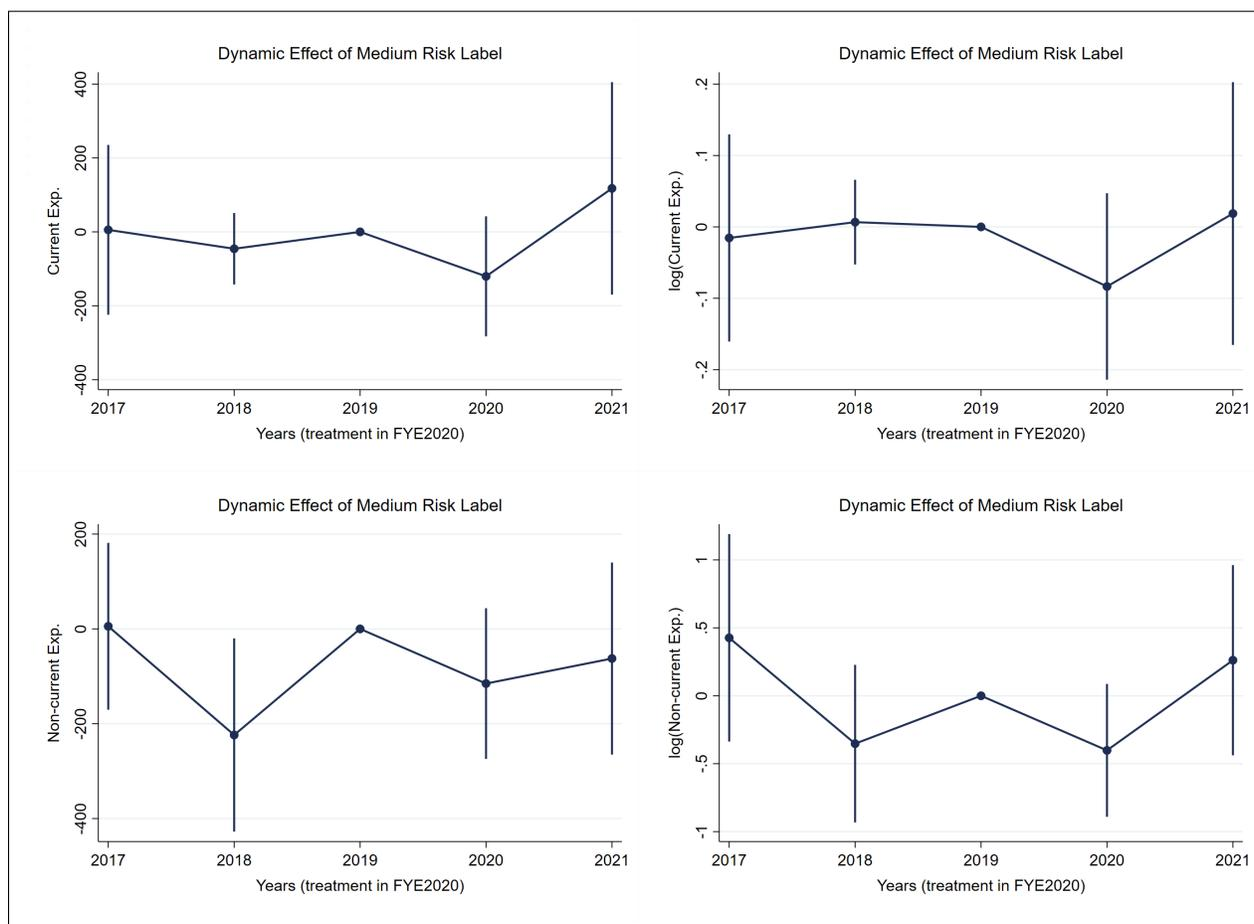 Dynamic Effect of Medium Risk Label
Current Exp.
400
200
0
-200
-400
2017 2018 2019 2020 2021
Years (treatment in FYE2020)
Dynamic Effect of Medium Risk Label
log(Current Exp.)
.2
.1
0
-.1
-.2
2017 2018 2019 2020 2021
Years (treatment in FYE2020)
Dynamic Effect of Medium Risk Label
Non-current Exp.
200
0
-200
-400
2017 2018 2019 2020 2021
Years (treatment in FYE2020)
Dynamic Effect of Medium Risk Label
log(Non-current Exp.)
1
.5
0
-.5
-1
2017 2018 2019 2020 2021
Years (treatment in FYE2020)